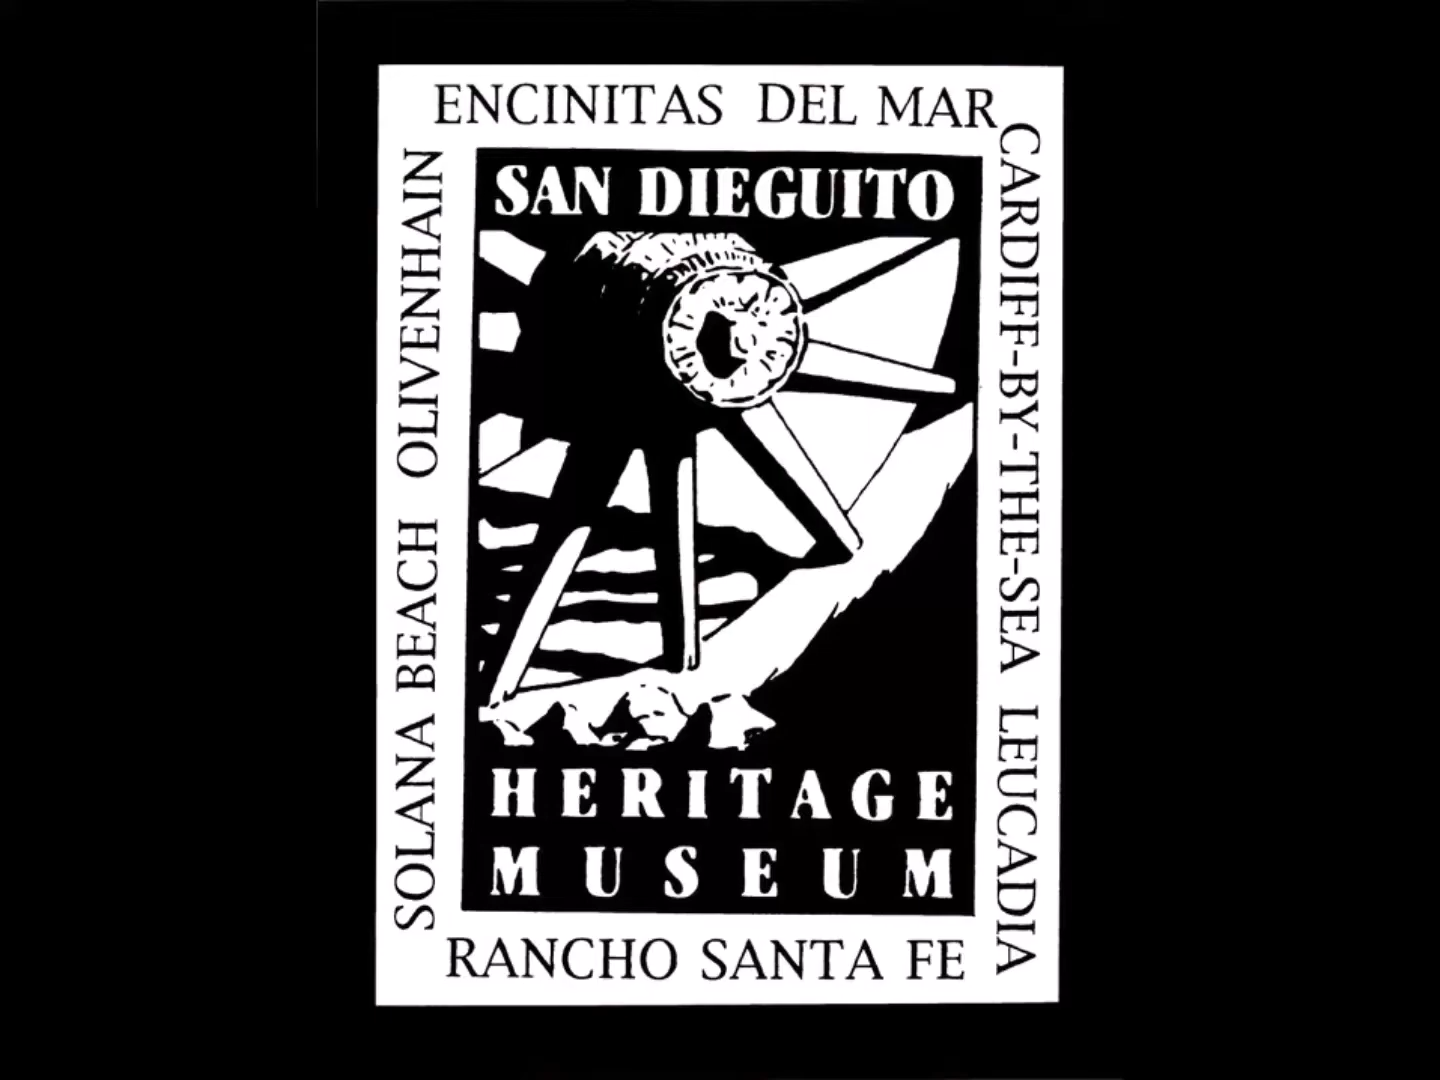 ENCINITAS DEL MAR
CARDIFF-BY-THE-SEA LEUCADIA
SOLANA BEACH OLIVENHAIN
SAN DIEGUITO
HERITAGE
MUSEUM
RANCHO SANTA FE